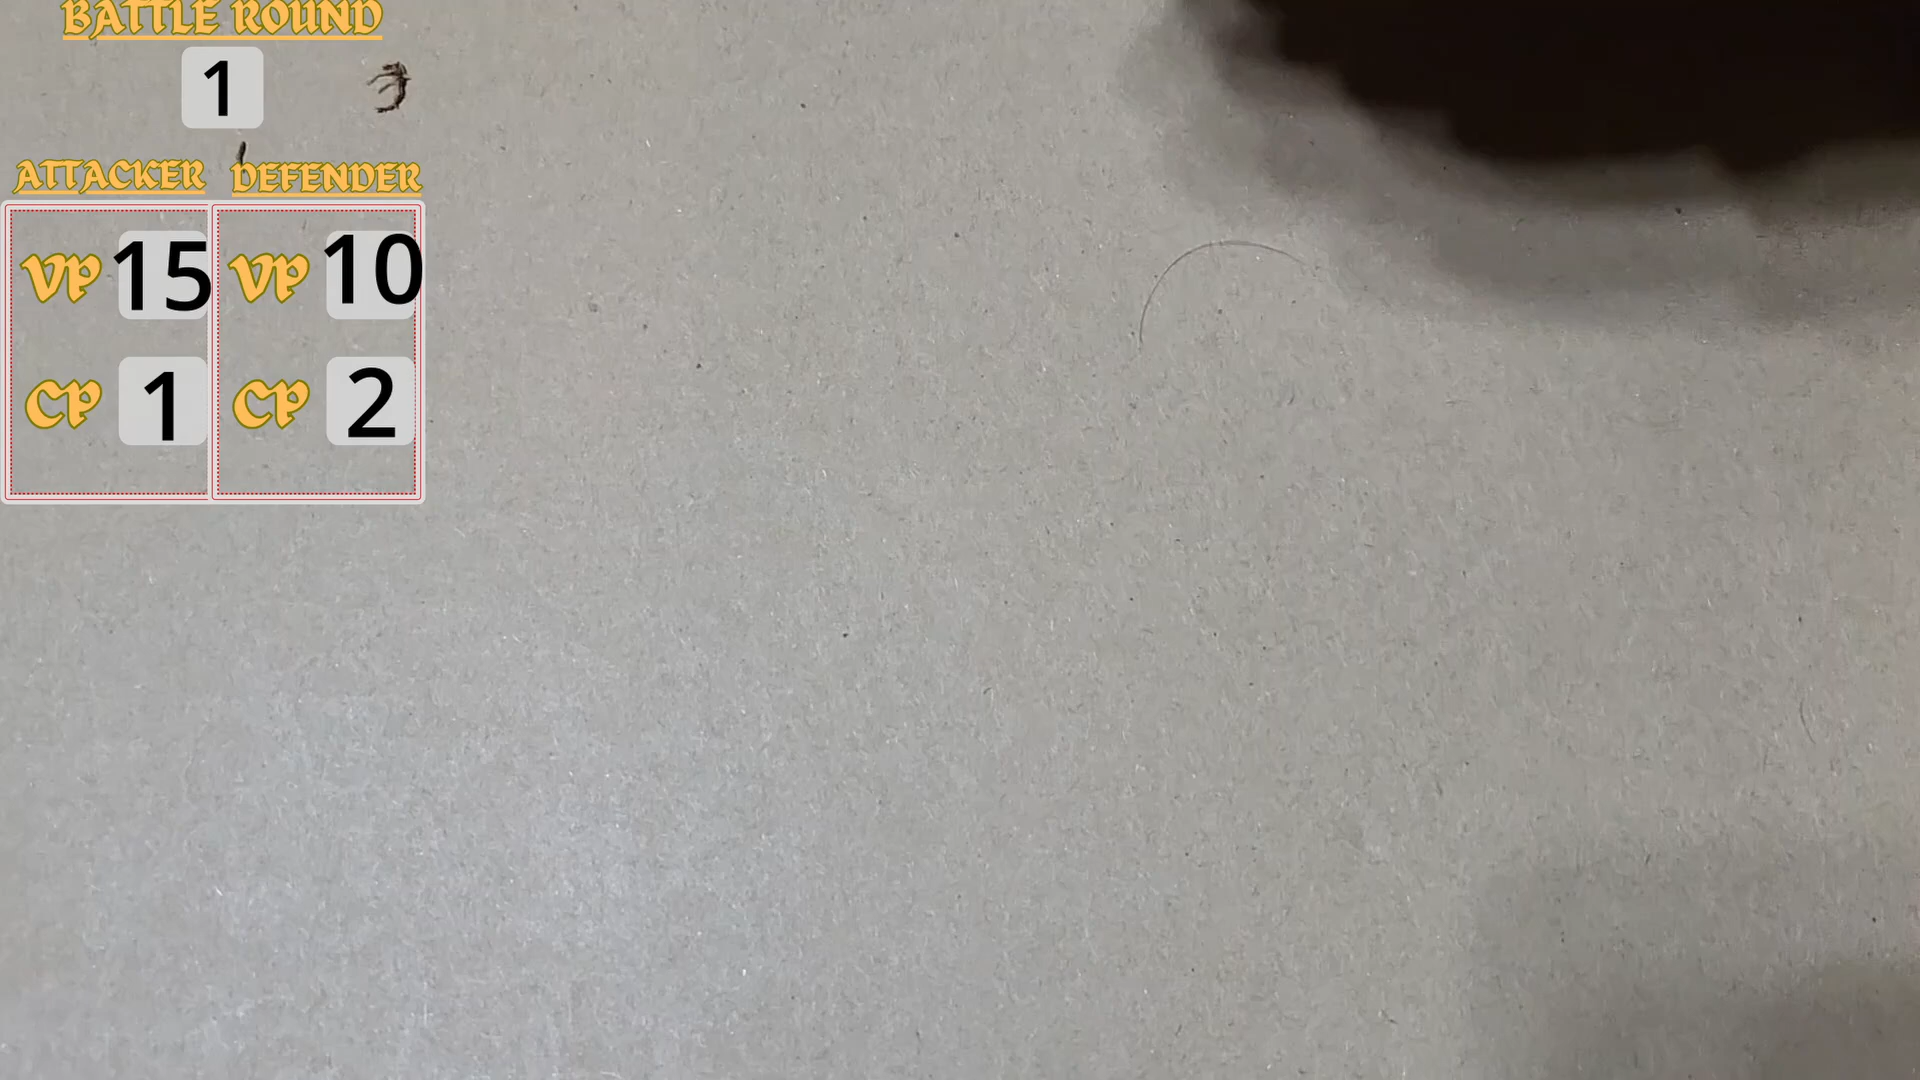 BATTLE ROUND
1
ATTACKER DEFENDER
VP 15 VP 10
CP 1 CP 2